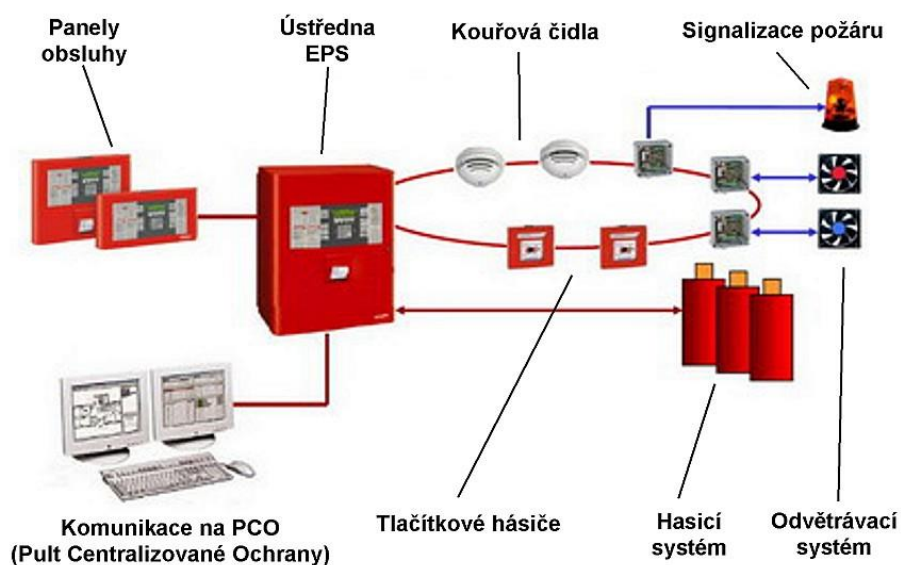 Panely
obsluhy
Ústředna
EPS
Kouřová čidla
Signalizace požáru
Komunikace na PCO
(Pult Centralizované Ochrany)
Tlačítkové hásiče
Hasicí
systém
Odvětrávací
systém